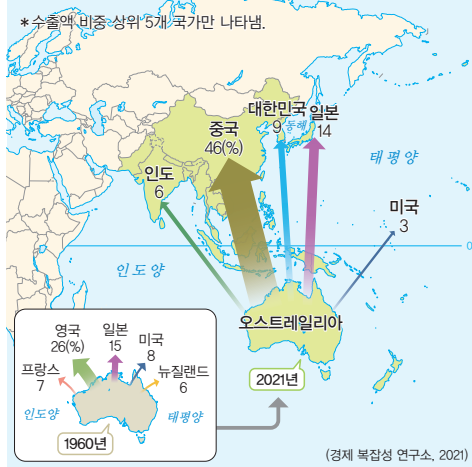 *수출액 비중 상위 5개 국가만 나타냄.
대한민국
9
동해
일본
14
중국
46(%)
인도
6
태평양
미국
3
0
인도양
오스트레일리아
2021년
영국
26(%)
일본
15
미국
8
프랑스
7
뉴질랜드
6
인도양
태평양
1960년
(경제 복잡성 연구소, 2021)